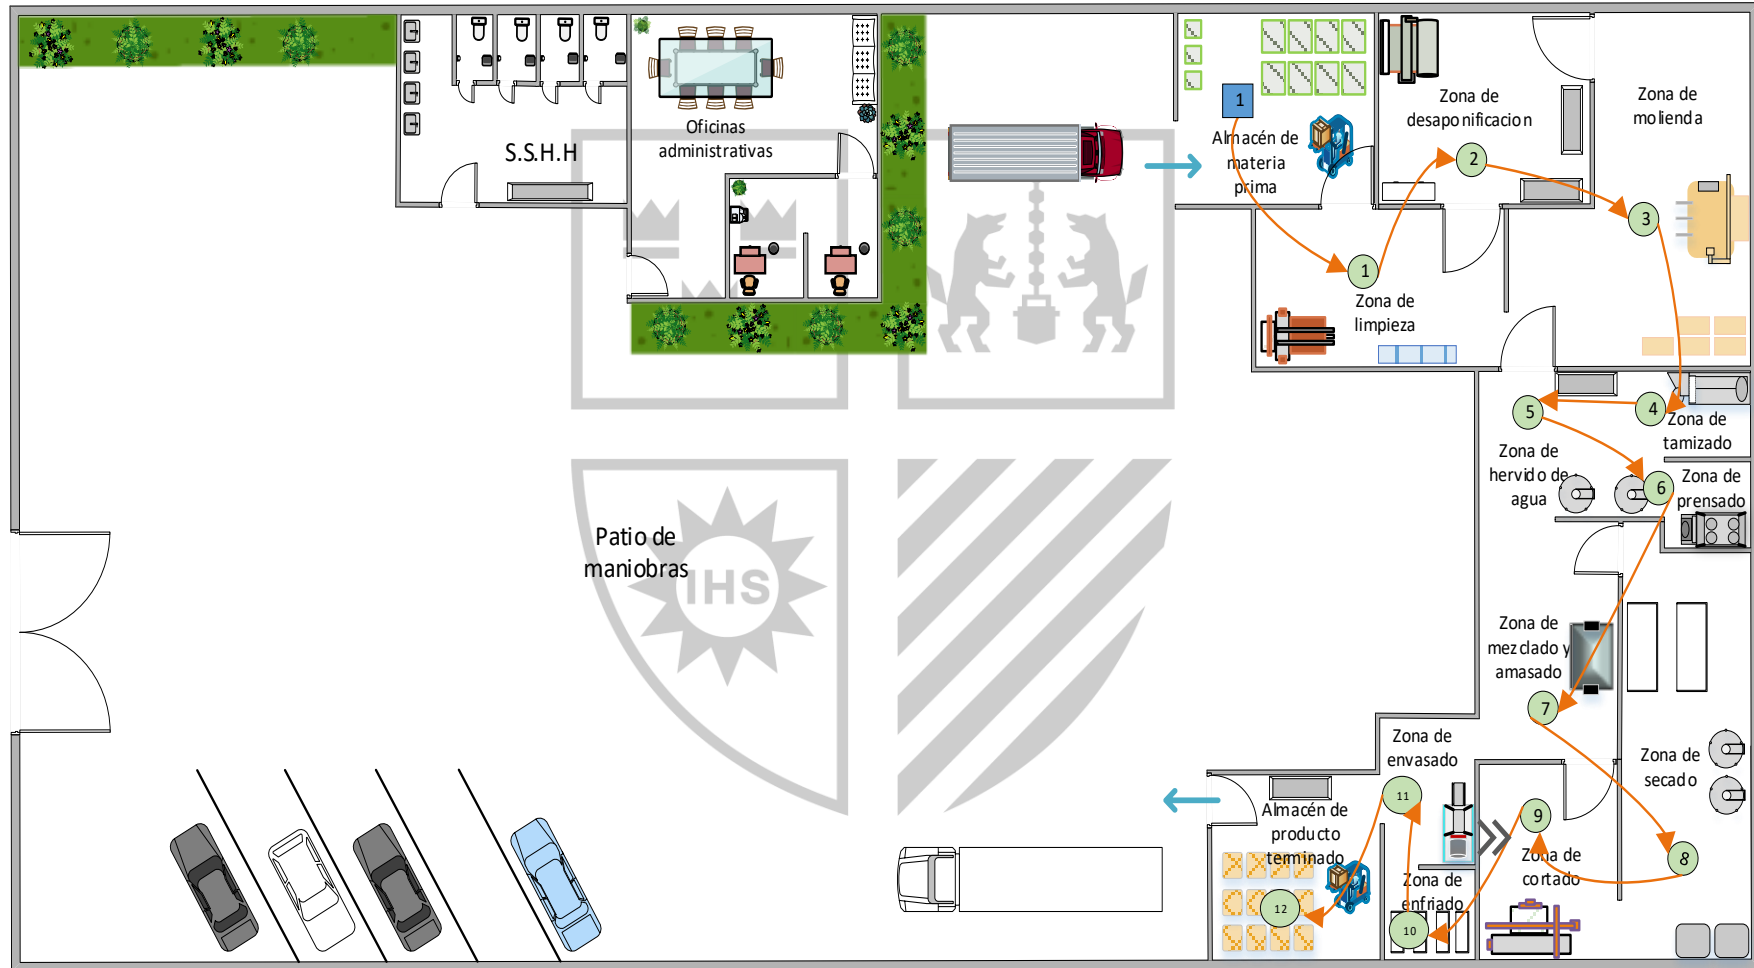 S.S.H.H
Oficinas
administrativas
1
Almacén de
materia
prima
Zona de
desaponificacion
2
Zona de
molienda
3
1
Zona de
limpieza
5
4
Zona de
tamizado
Zona de
hervido de
agua
6
Zona de
prensado
Patio de
maniobras
IHS
Zona de
mezclado y
amasado
7
Zona de
envasado
Zona de
secado
11
9
8
Almacén de
producto
terminado
Zona de
cortado
Zona de
enfriado
12
10